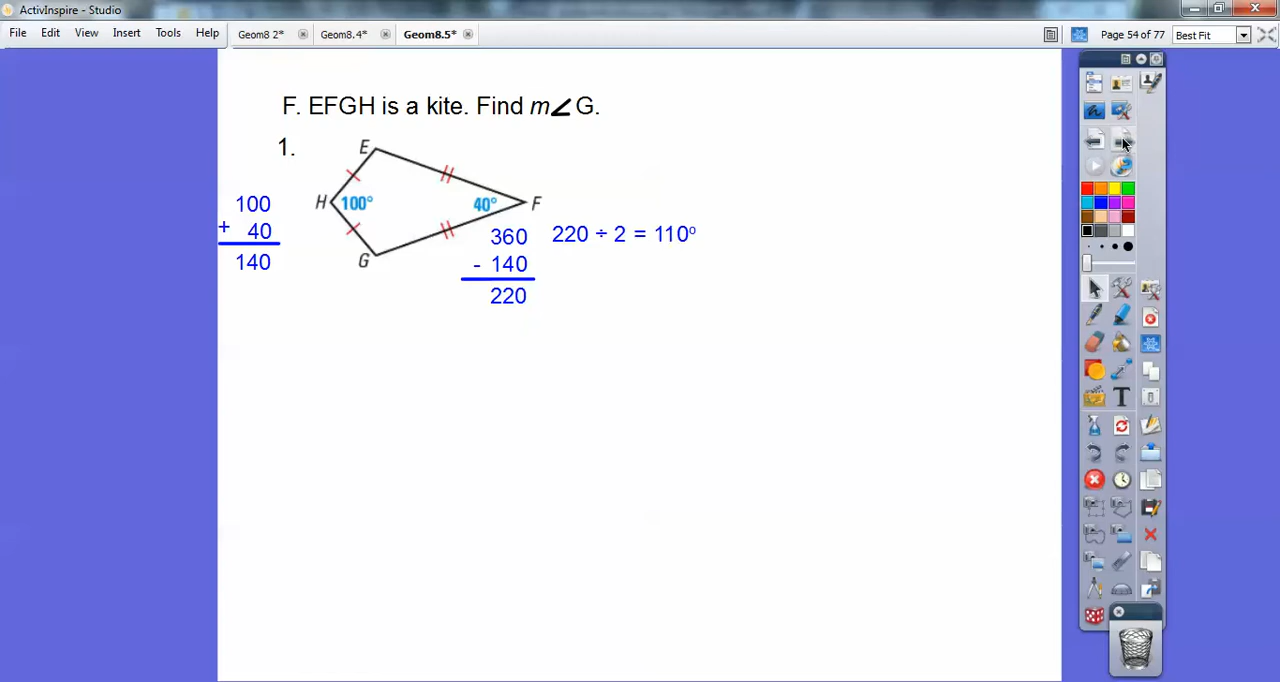 ActivInspire - Studio
File Edit View Insert Tools Help
Geom8 2* Geom8.4* Geom8.5*
Page 54 of 77 Best Fit
F. EFGH is a kite. Find m∠G.
1.
E
H 100° 40° F
G
100
+ 40
140
360
- 140
220
220 ÷ 2 = 110º
T